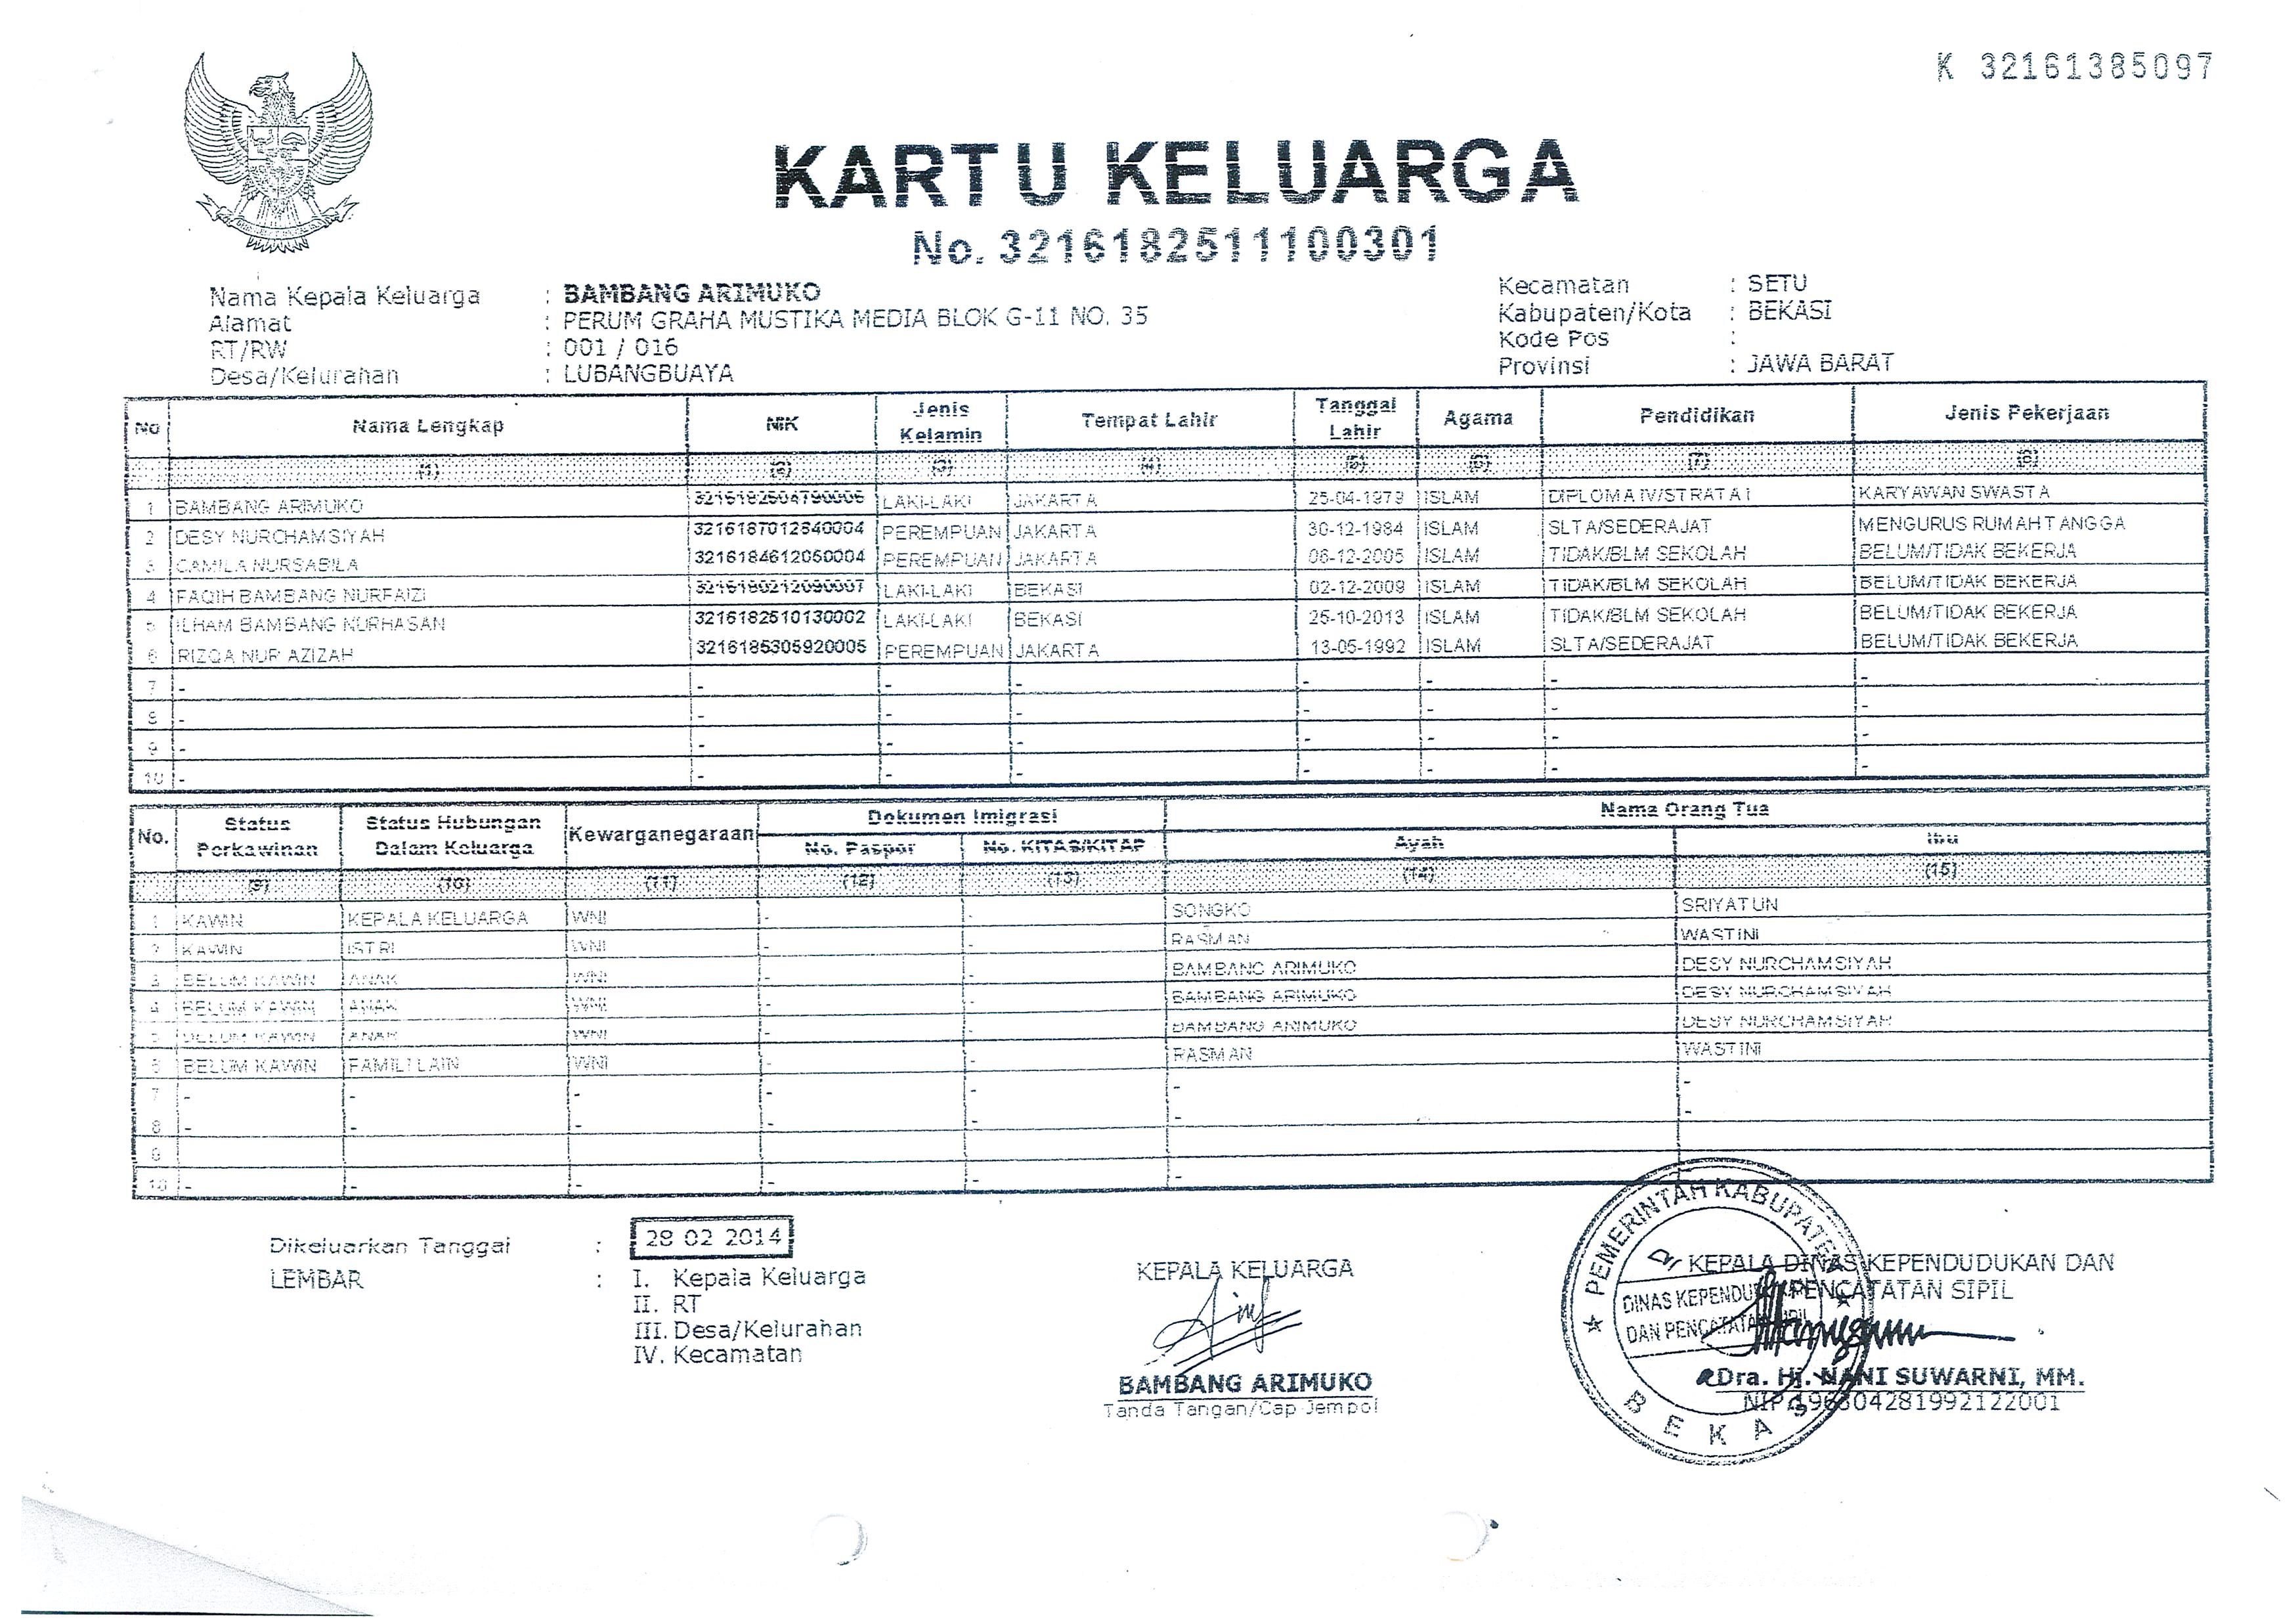 K 32161385097
KARTU KELUARGA
No. 3216182511100301
Nama Kepala Keluarga : BAMBANG ARIMUKO
Alamat : PERUM GRAHA MUSTIKA MEDIA BLOK G-11 NO. 35
RT/RW : 001 / 016
Desa/Kelurahan : LUBANGBUAYA
Kecamatan : SETU
Kabupaten/Kota : BEKASI
Kode Pos :
Provinsi : JAWA BARAT
No Nama Lengkap NIK Jenis Kelamin Tempat Lahir Tanggal Lahir Agama Pendidikan Jenis Pekerjaan
(1) (2) (3) (4) (5) (6) (7) (8)
1 BAMBANG ARIMUKO 3216182504790006 LAKI-LAKI JAKARTA 25-04-1979 ISLAM DIPLOMA IV/STRATA I KARYAWAN SWASTA
2 DESY NURCHAMSIYAH 3216187012840004 PEREMPUAN JAKARTA 30-12-1984 ISLAM SLTA/SEDERAJAT MENGURUS RUMAH TANGGA
3 CAMILA NURSABILA 3216184612050004 PEREMPUAN JAKARTA 06-12-2005 ISLAM TIDAK/BLM SEKOLAH BELUM/TIDAK BEKERJA
4 FAQIH BAMBANG NURFAIZI 3216180212090007 LAKI-LAKI BEKASI 02-12-2009 ISLAM TIDAK/BLM SEKOLAH BELUM/TIDAK BEKERJA
5 ILHAM BAMBANG NURHASAN 3216182510130002 LAKI-LAKI BEKASI 25-10-2013 ISLAM TIDAK/BLM SEKOLAH BELUM/TIDAK BEKERJA
6 RIZQA NUR AZIZAH 3216185305920005 PEREMPUAN JAKARTA 13-05-1992 ISLAM SLTA/SEDERAJAT BELUM/TIDAK BEKERJA
7 - - - - - - - -
8 - - - - - - - -
9 - - - - - - - -
10 - - - - - - - -
No. Status Perkawinan Status Hubungan Dalam Keluarga Kewarganegaraan Dokumen Imigrasi Nama Orang Tua
No. Paspor No. KITAS/KITAP Ayah Ibu
(9) (10) (11) (12) (13) (14) (15)
1 KAWIN KEPALA KELUARGA WNI - - SONGKO SRIYATUN
2 KAWIN ISTRI WNI - - RASMAN WASTINI
3 BELUM KAWIN ANAK WNI - - BAMBANG ARIMUKO DESY NURCHAMSIYAH
4 BELUM KAWIN ANAK WNI - - BAMBANG ARIMUKO DESY NURCHAMSIYAH
5 BELUM KAWIN ANAK WNI - - BAMBANG ARIMUKO DESY NURCHAMSIYAH
6 BELUM KAWIN FAMILI LAIN WNI - - RASMAN WASTINI
7 - - - - - - -
8 - - - - - - -
9
10 - - - - - -
Dikeluarkan Tanggal : 28 02 2014
LEMBAR : I. Kepala Keluarga
II. RT
III. Desa/Kelurahan
IV. Kecamatan
KEPALA KELUARGA
BAMBANG ARIMUKO
Tanda Tangan/Cap Jempol
KEPALA DINAS KEPENDUDUKAN DAN
PENCATATAN SIPIL
Dra. Hj. NANI SUWARNI, MM.
NIP.196304281992122001
PEMERINTAH KABUPATEN
DINAS KEPENDUDUKAN
DAN PENCATATAN SIPIL
BEKASI